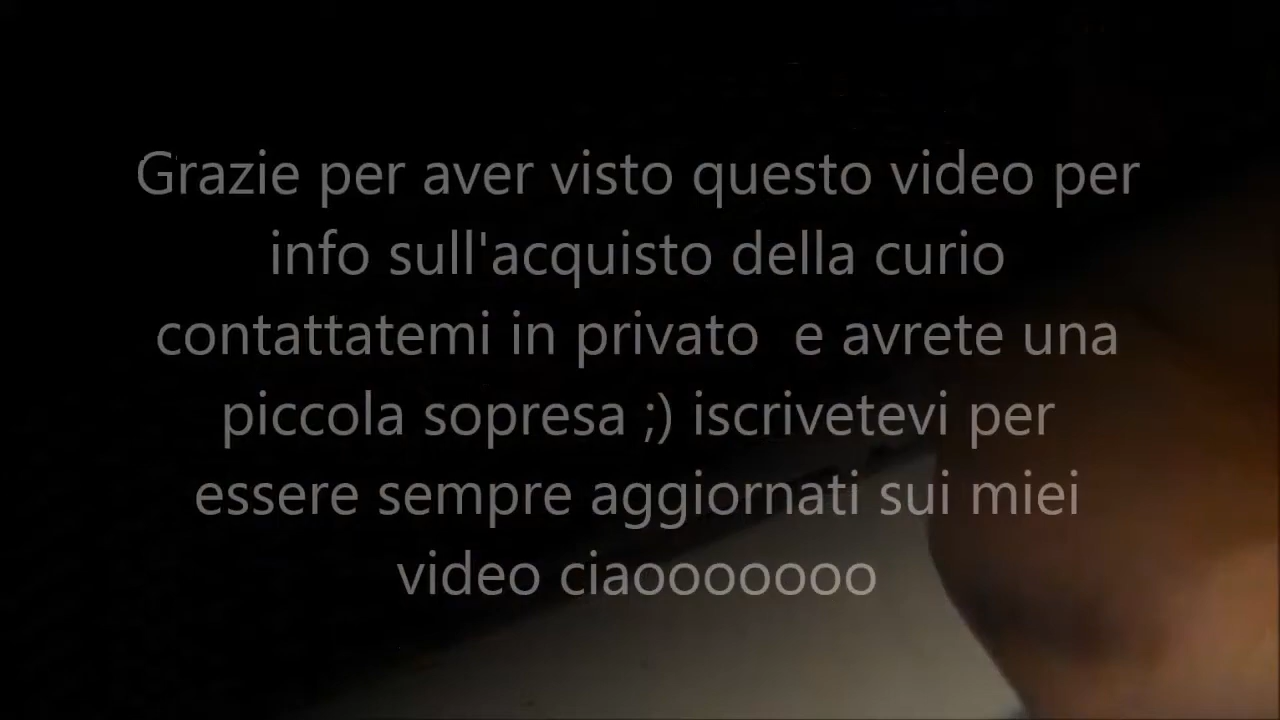 Grazie per aver visto questo video per
info sull'acquisto della curio
contattatemi in privato  e avrete una
piccola sopresa ;) iscrivetevi per
essere sempre aggiornati sui miei
video ciaooooooo